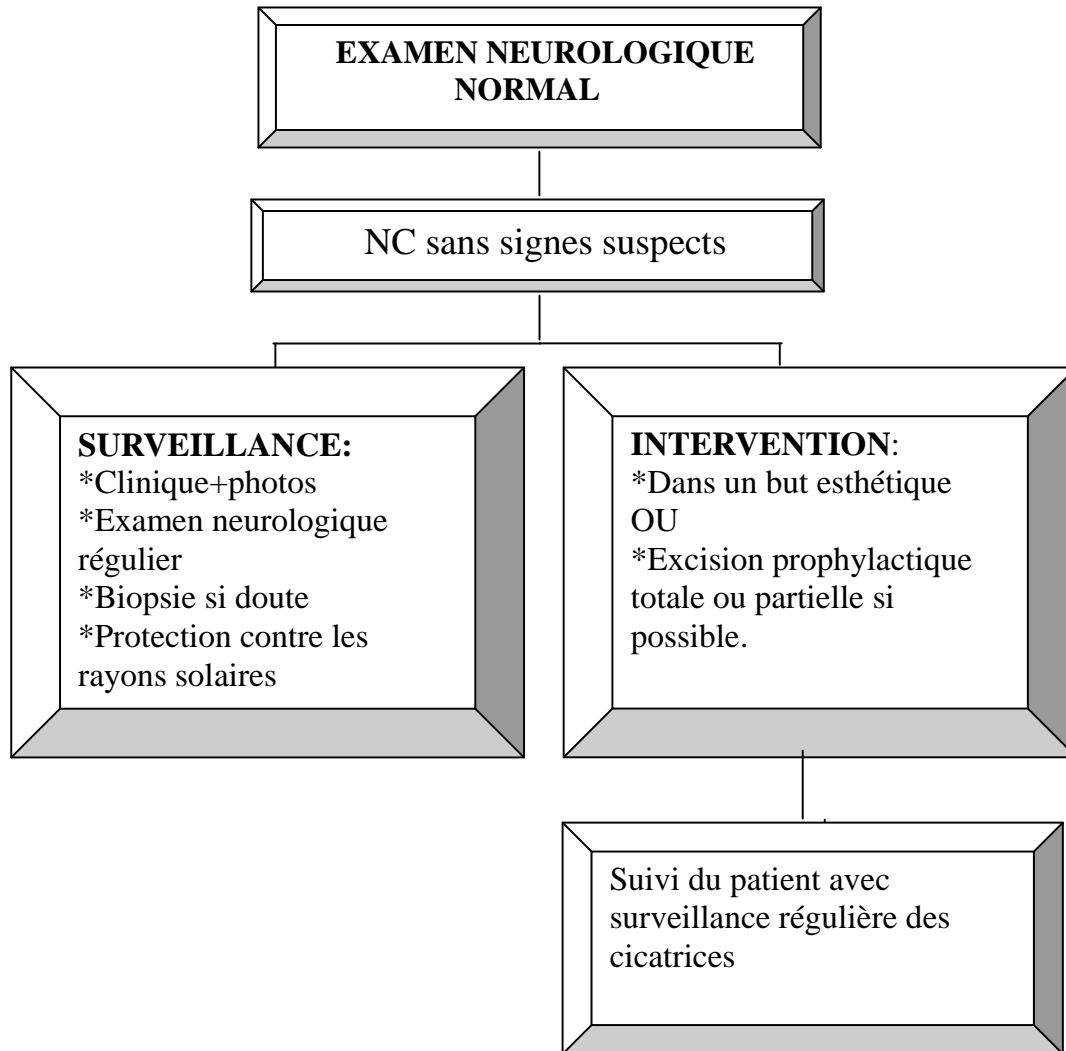 EXAMEN NEUROLOGIQUE
NORMAL
NC sans signes suspects
SURVEILLANCE:
*Clinique+photos
*Examen neurologique
régulier
*Biopsie si doute
*Protection contre les
rayons solaires
INTERVENTION:
*Dans un but esthétique
OU
*Excision prophylactique
totale ou partielle si
possible.
Suivi du patient avec
surveillance régulière des
cicatrices